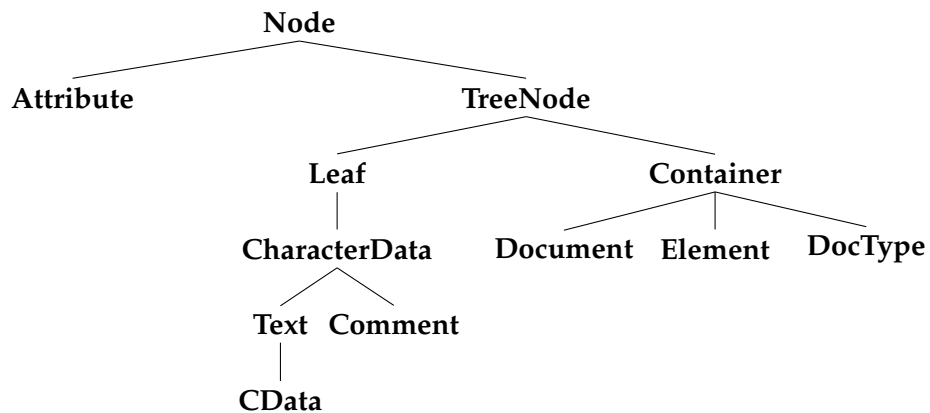 Node
Attribute TreeNode
Leaf Container
CharacterData Document Element DocType
Text Comment
CData